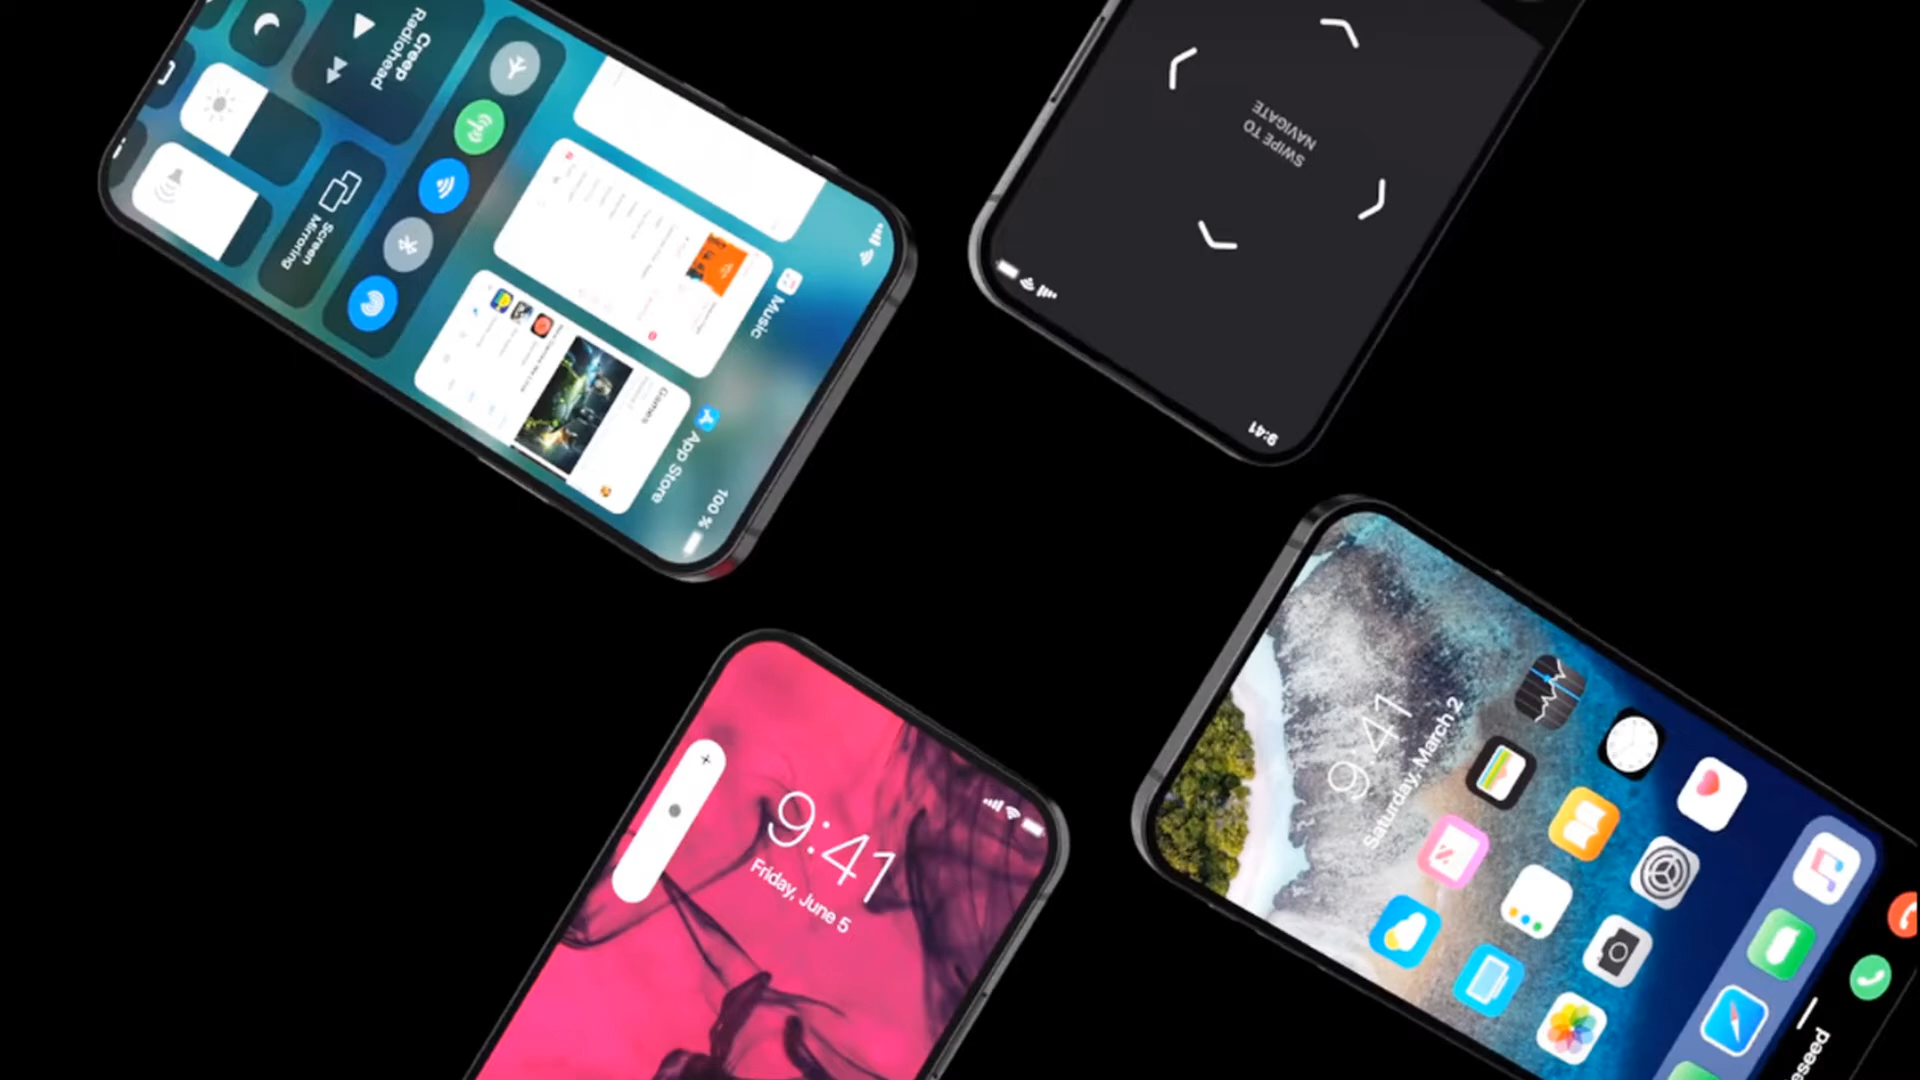 Creep
Radiohead
Screen
Mirroring
Music
Games
App Store
100 %
SWIPE TO
NAVIGATE
9:41
9:41
Friday, June 5
9:41
Saturday, March 2